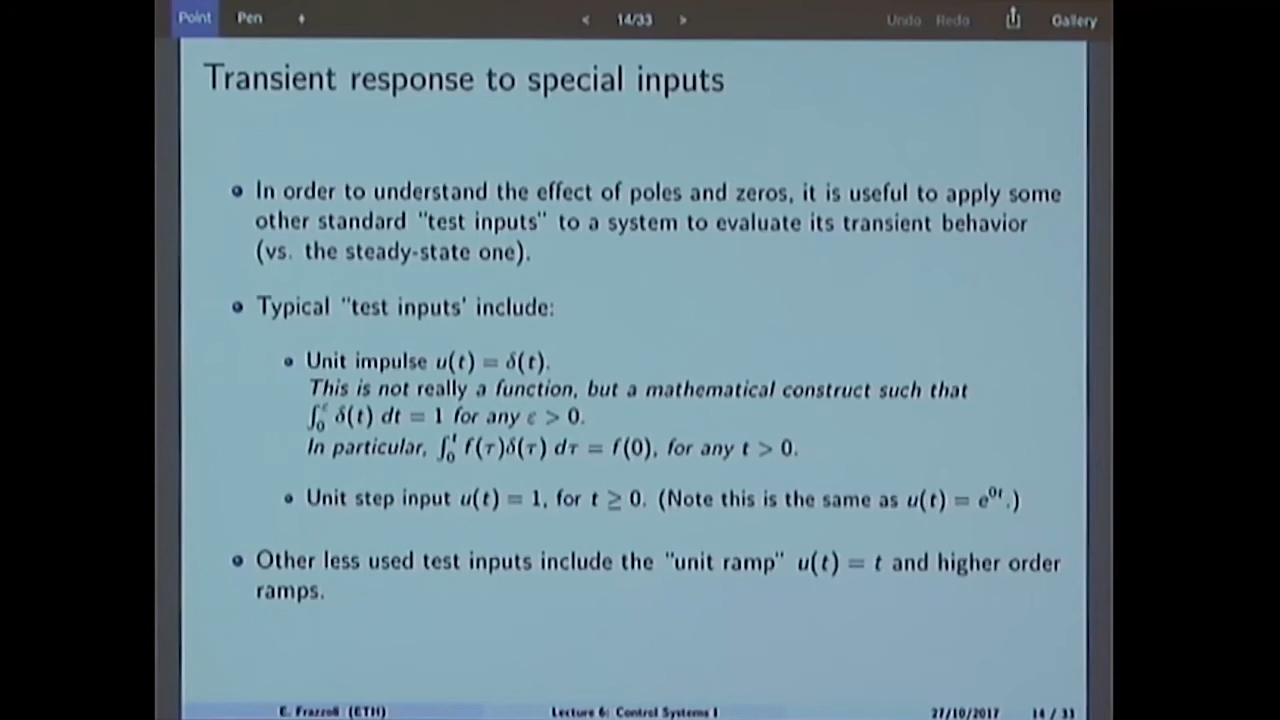 Point Pen < 14/33 > Undo Redo Gallery
Transient response to special inputs
• In order to understand the effect of poles and zeros, it is useful to apply some
other standard "test inputs" to a system to evaluate its transient behavior
(vs. the steady-state one).
• Typical "test inputs' include:
• Unit impulse u(t) = δ(t).
This is not really a function, but a mathematical construct such that
∫₀^ε δ(t) dt = 1 for any ε > 0.
In particular, ∫₀^t f(τ)δ(τ) dτ = f(0), for any t > 0.
• Unit step input u(t) = 1, for t ≥ 0. (Note this is the same as u(t) = e^{0t}.)
• Other less used test inputs include the "unit ramp" u(t) = t and higher order
ramps.
E. Frazzoli (ETH) Lecture 6: Control Systems I 27/10/2017 14 / 33